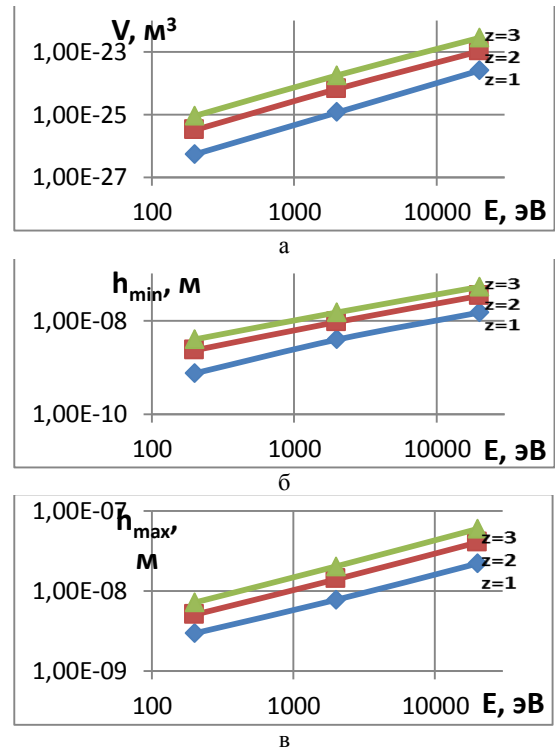 V, м³
1,00E-23
1,00E-25
1,00E-27
z=3
z=2
z=1
100 1000 10000 E, эВ
а
hmin, м
1,00E-08
1,00E-10
z=3
z=2
z=1
100 1000 10000 E, эВ
б
1,00E-07
hmax,
м
1,00E-08
1,00E-09
z=3
z=2
z=1
100 1000 10000 E, эВ
в